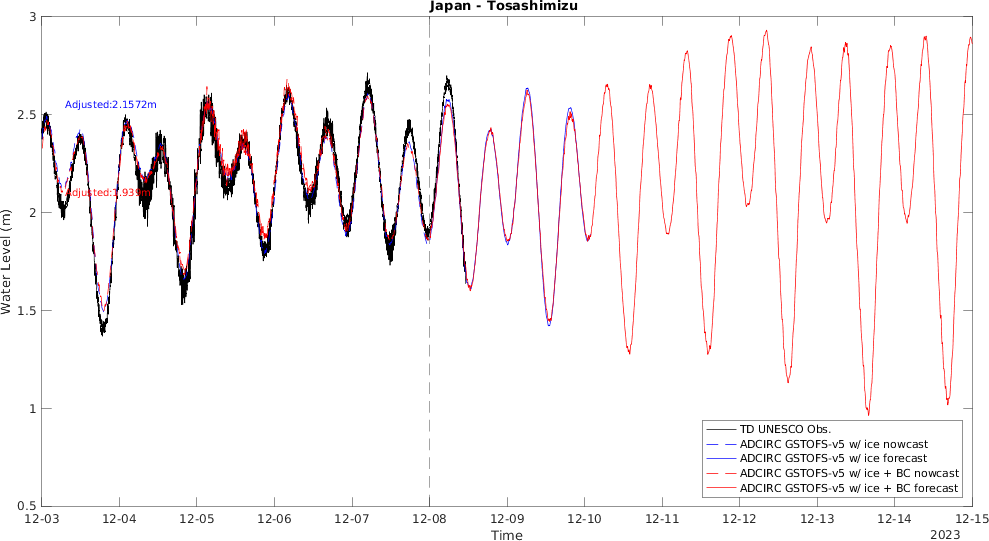 Japan - Tosashimizu
3
2.5
2
1.5
1
0.5
Water Level (m)
Adjusted:2.1572m
12-03
12-04
12-05
12-06
12-07
12-08
12-09
12-10
12-11
12-12
12-13
12-14
12-15
Time
2023
TD UNESCO Obs.
ADCIRC GSTOFS-v5 w/ ice nowcast
ADCIRC GSTOFS-v5 w/ ice forecast
ADCIRC GSTOFS-v5 w/ ice + BC nowcast
ADCIRC GSTOFS-v5 w/ ice + BC forecast